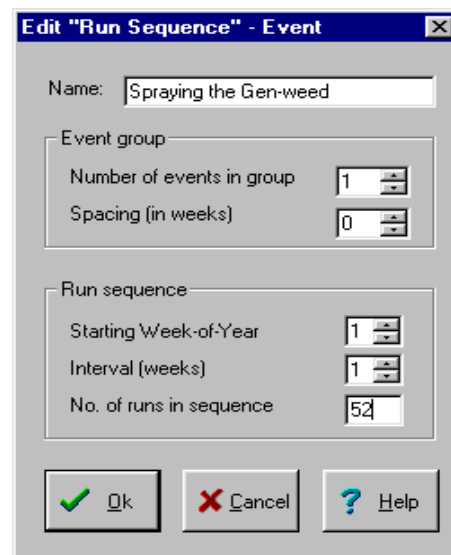 Edit "Run Sequence" - Event
Name: Spraying the Gen-weed
Event group
Number of events in group 1
Spacing (in weeks) 0
Run sequence
Starting Week-of-Year 1
Interval (weeks) 1
No. of runs in sequence 52
Ok Cancel ? Help